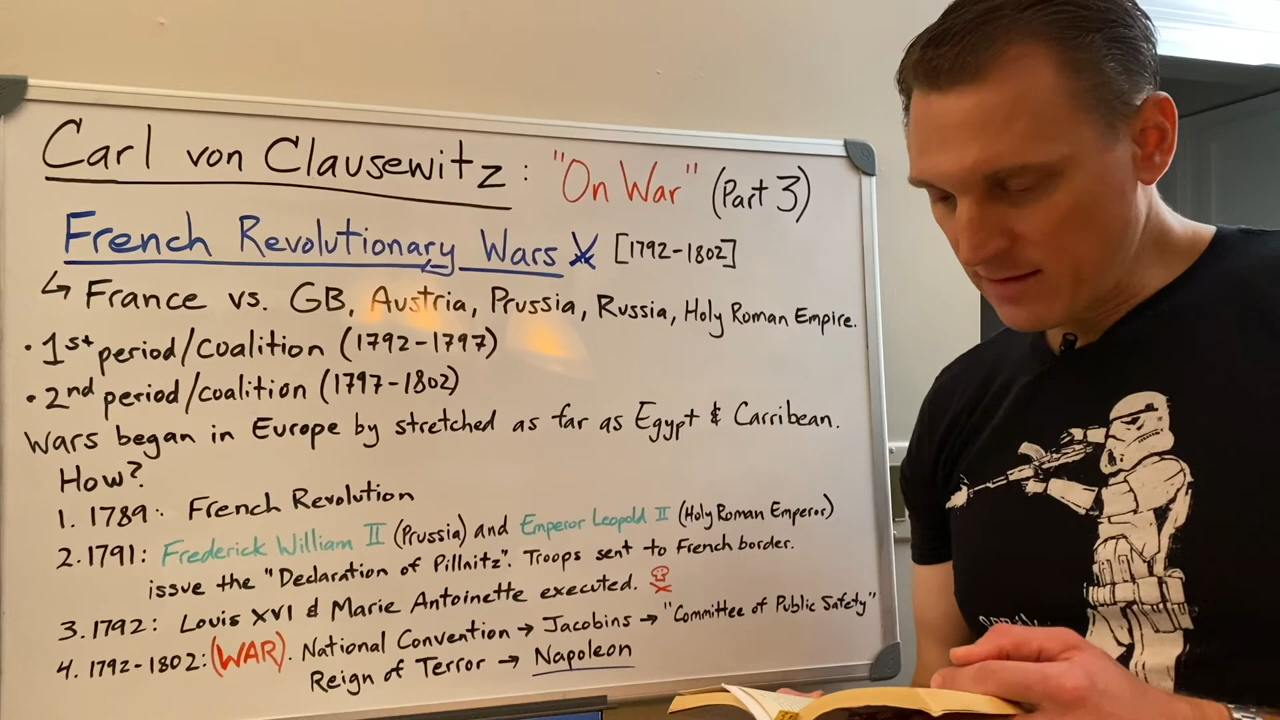 Carl von Clausewitz: "On War" (Part 3)
French Revolutionary Wars [1792-1802]
↳ France vs. GB, Austria, Prussia, Russia, Holy Roman Empire.
• 1st period/coalition (1792-1797)
• 2nd period/coalition (1797-1802)
Wars began in Europe by stretched as far as Egypt & Carribean.
How?
1. 1789: French Revolution
2. 1791: Frederick William II (Prussia) and Emperor Leopold II (Holy Roman Emperor)
issue the "Declaration of Pillnitz". Troops sent to French border.
3. 1792: Louis XVI & Marie Antoinette executed.
4. 1792-1802: (WAR). National Convention → Jacobins → "Committee of Public Safety"
Reign of Terror → Napoleon